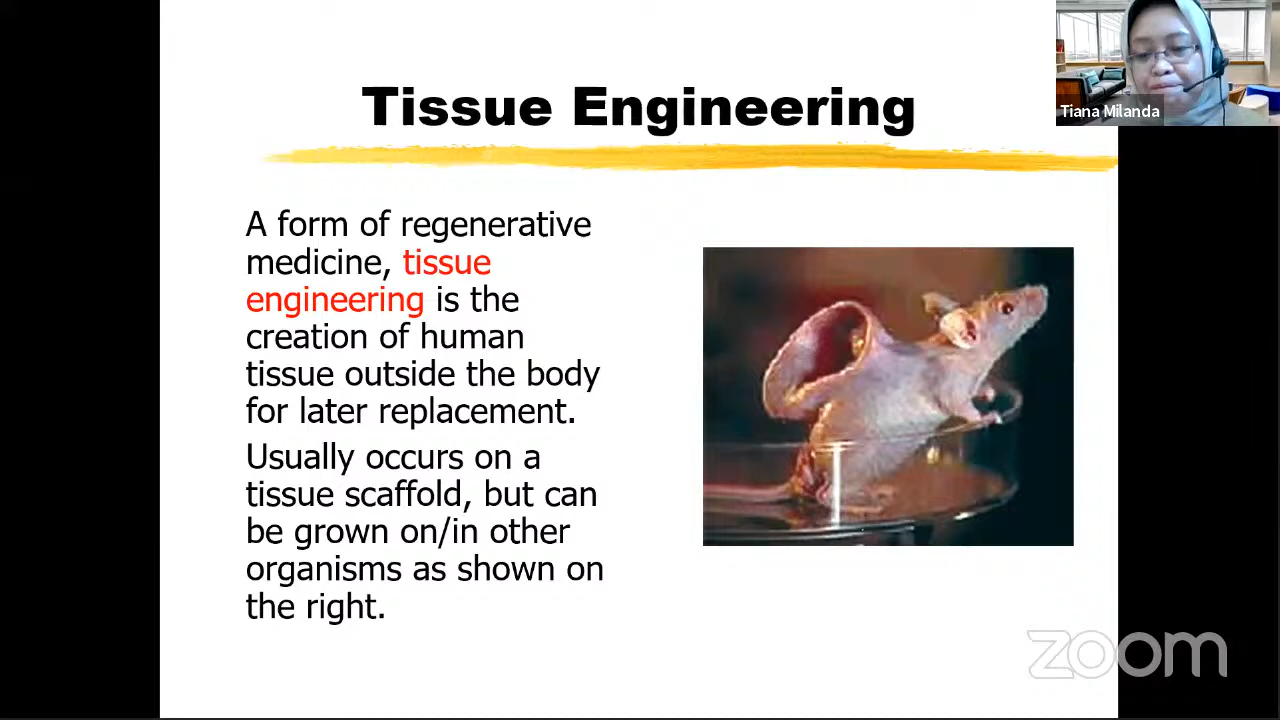 Tissue Engineering
Tiana Milanda
A form of regenerative
medicine, tissue
engineering is the
creation of human
tissue outside the body
for later replacement.
Usually occurs on a
tissue scaffold, but can
be grown on/in other
organisms as shown on
the right.
zoom